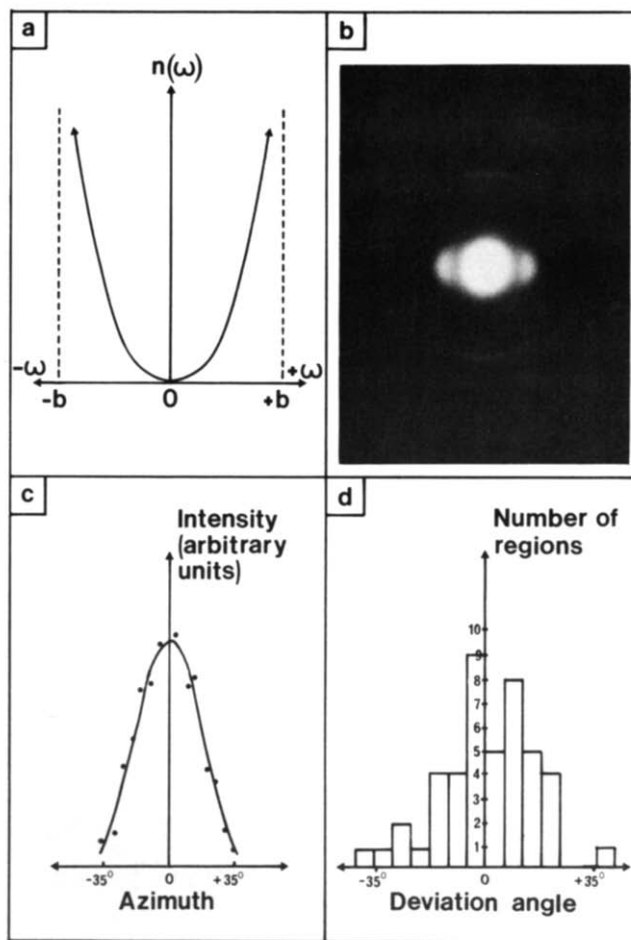 a
n(ω)
-ω
+ω
-b
0
+b
b
c
Intensity
(arbitrary
units)
-35°
0
+35°
Azimuth
d
Number of
regions
10
9
8
7
6
5
4
3
2
1
-35°
0
+35°
Deviation angle